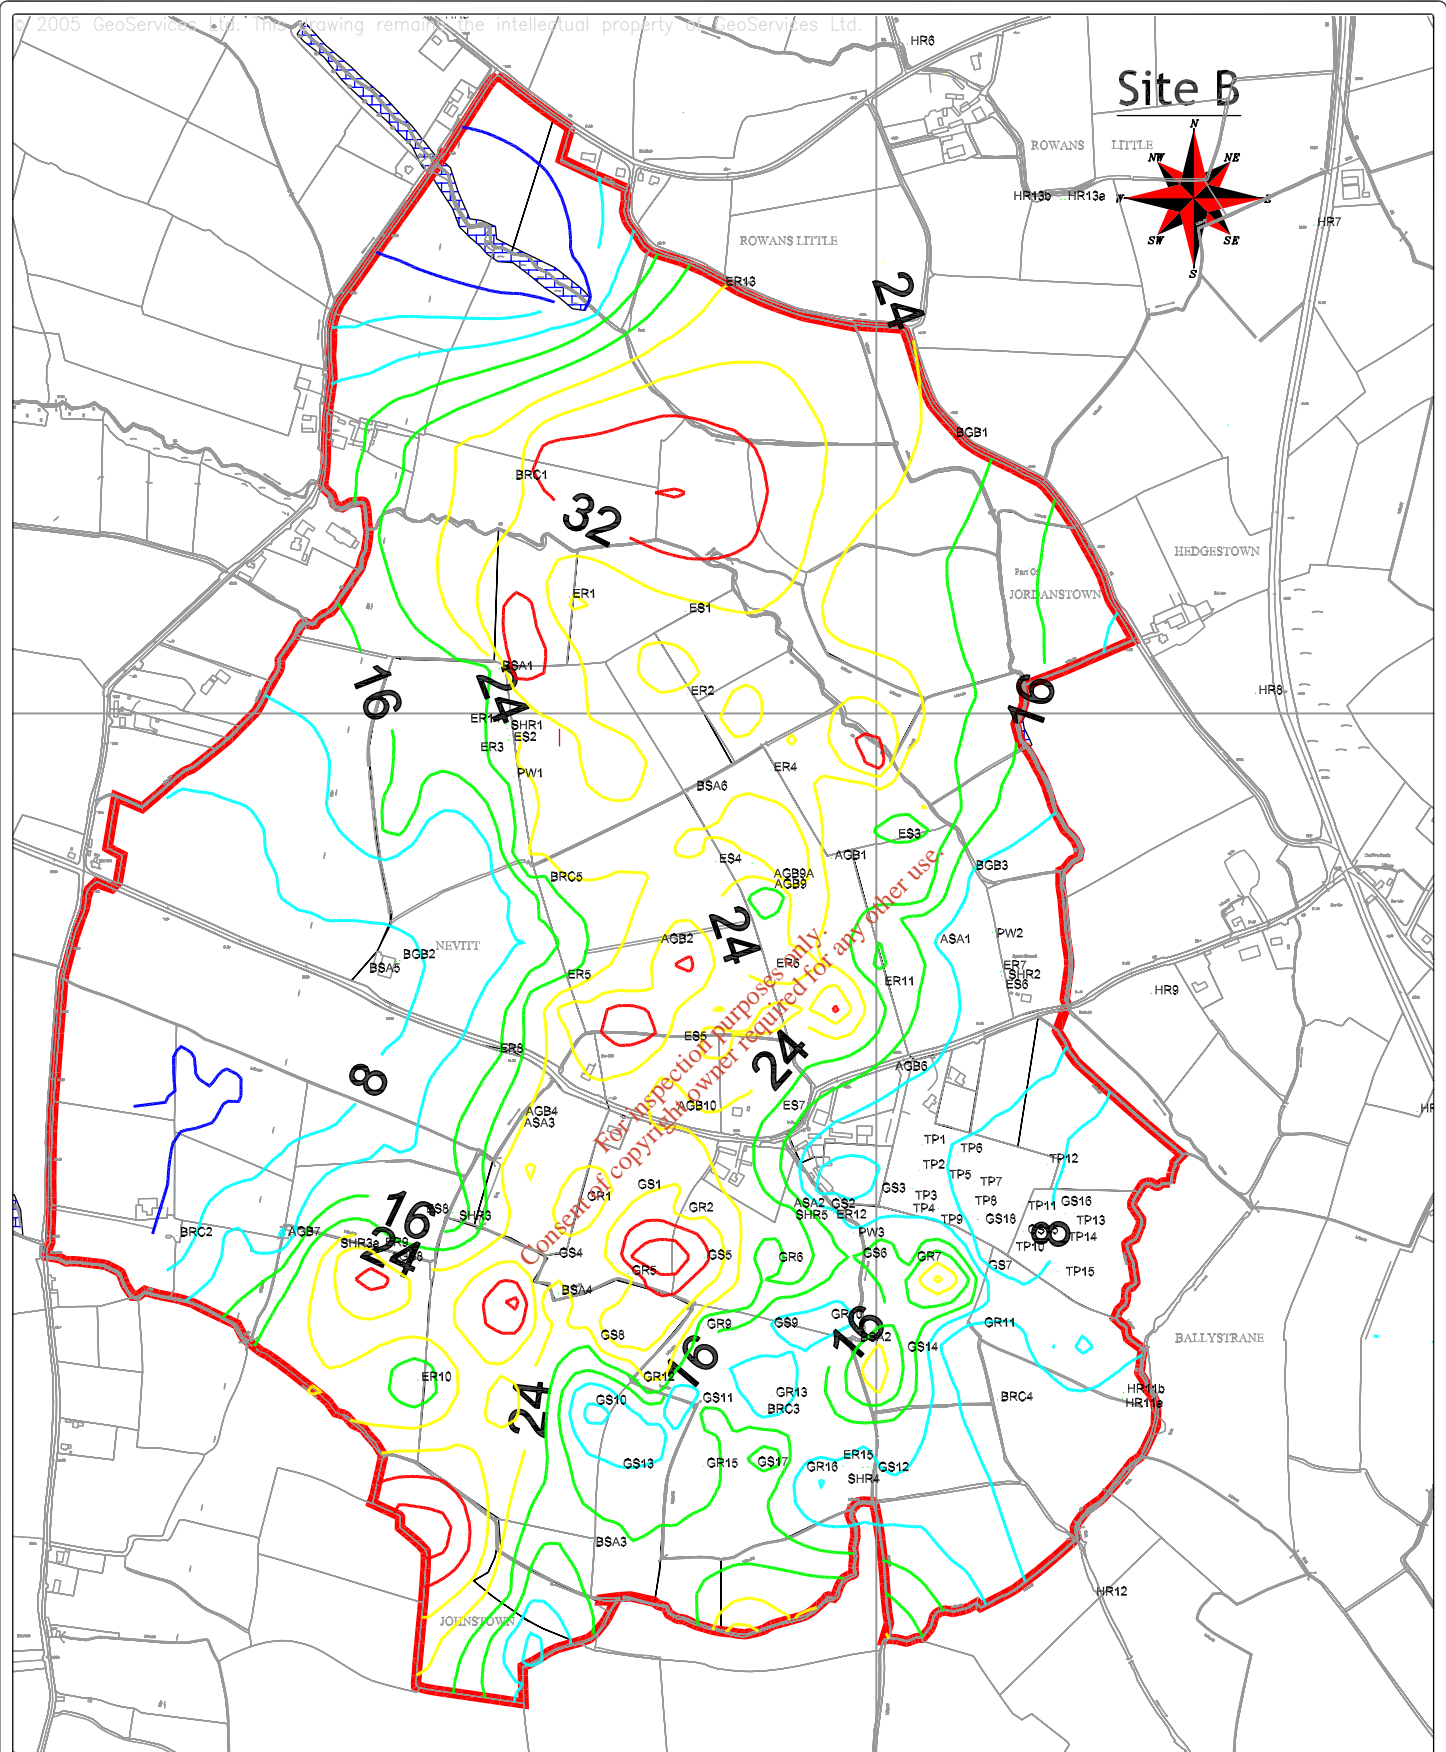 © 2005 GeoServices Ltd. This drawing remains the intellectual property of GeoServices Ltd.
HR6
Site B
N
NW
NE
ROWANS LITTLE
HR13b
HR13a
SW
SE
S
HR7
ROWANS LITTLE
ER13
24
BGB1
BRC1
32
HEDGESTOWN
Part Of
JORDANSTOWN
ER1
ES1
BSA1
16
24
ER2
16
HR8
SHR1
ES2
ER3
PW1
ER4
BSA6
ES3
AGB1
ES4
BGB3
BRC5
AGB9A
AGB9
24
PW2
ASA1
AGB2
NEVITT
BGB2
BSA5
ER5
ER6
ER7
SHR2
ES6
ER11
HR9
ES5
24
8
AGB6
AGB10
ES7
AGB4
ASA3
For inspection purposes only.
Consent of copyright owner required for any other use.
TP1
TP6
TP12
TP2
TP5
TP7
GS1
GS3
GR1
TP3
TP8
GS16
ASA2
GS2
TP4
TP11
GR2
SHR5
ER12
TP9
GS18
TP13
16
SHR3
BRC2
AGB7
PW3
TP14
8
SHR3a
ER9
24
TP10
GS4
GS5
GR6
GS6
GR7
GS7
TP15
GR5
BSA4
GR9
GS9
GR10
GR11
16
GS8
BSA2
GS14
BALLYSTRANE
16
GR12
ER10
24
GS10
GS11
GR13
BRC3
BRC4
HR11b
HR11a
GS13
GR15
GS17
GR16
ER15
GS12
SHR4
BSA3
HR12
JOHNSTOWN